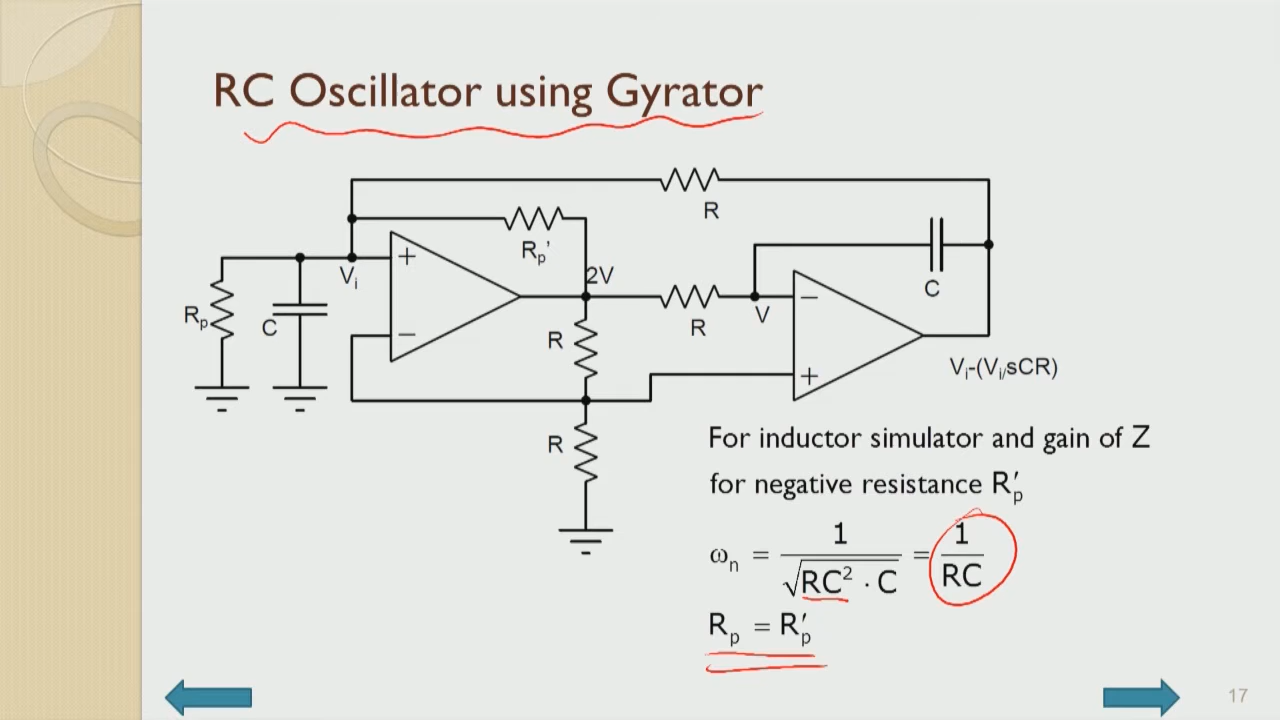 RC Oscillator using Gyrator
R
Rp'
2V
Vi
+
−
Rp
C
R
R
V
−
+
C
R
Vi-(Vi/sCR)
For inductor simulator and gain of Z
for negative resistance R′p
ωn = 1/√(RC² · C) = 1/RC
Rp = R′p
17